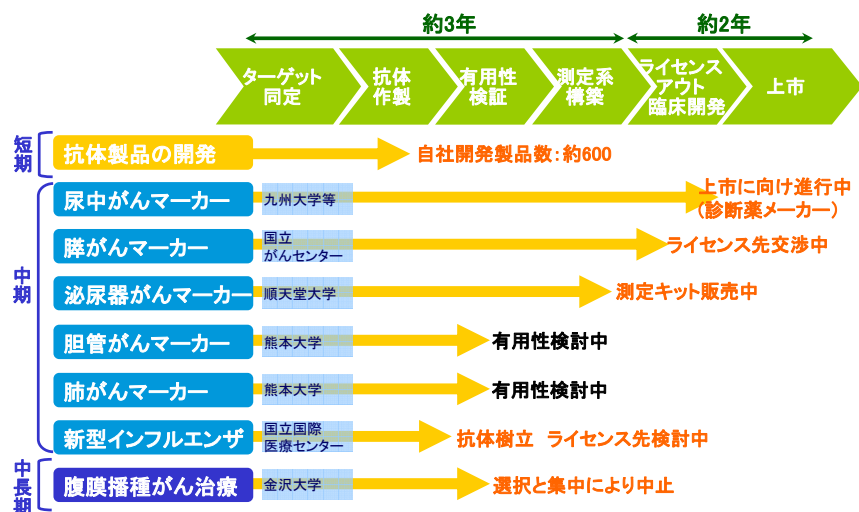 約3年
約2年
ターゲット
同定
抗体
作製
有用性
検証
測定系
構築
ライセンス
アウト
臨床開発
上市
短期
抗体製品の開発
自社開発製品数：約600
中期
尿中がんマーカー
九州大学等
上市に向け進行中
(診断薬メーカー)
膵がんマーカー
国立
がんセンター
ライセンス先交渉中
泌尿器がんマーカー
順天堂大学
測定キット販売中
胆管がんマーカー
熊本大学
有用性検討中
肺がんマーカー
熊本大学
有用性検討中
新型インフルエンザ
国立国際
医療センター
抗体樹立 ライセンス先検討中
中長期
腹膜播種がん治療
金沢大学
選択と集中により中止